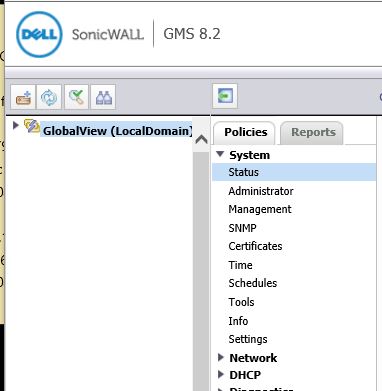 DELL SonicWALL GMS 8.2
GlobalView (LocalDomain)
Policies Reports
System
Status
Administrator
Management
SNMP
Certificates
Time
Schedules
Tools
Info
Settings
Network
DHCP